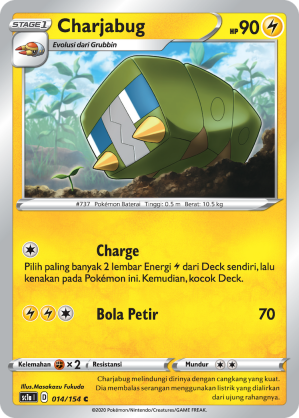 STAGE 1
Charjabug
HP 90
Evolusi dari Grubbin
#737 Pokémon Baterai Tinggi: 0.5 m Berat: 10.5 kg
Charge
Pilih paling banyak 2 lembar Energi dari Deck sendiri, lalu
kenakan pada Pokémon ini. Kemudian, kocok Deck.
Bola Petir 70
Kelemahan × 2 Resistansi Mundur
Illus. Masakazu Fukuda
sc1a I D 014/154 C
Charjabug melindungi dirinya dengan cangkang yang kuat.
Dia membalas serangan menggunakan listrik yang dialirkan
dari ujung rahangnya.
©2020 Pokémon/Nintendo/Creatures/GAME FREAK.